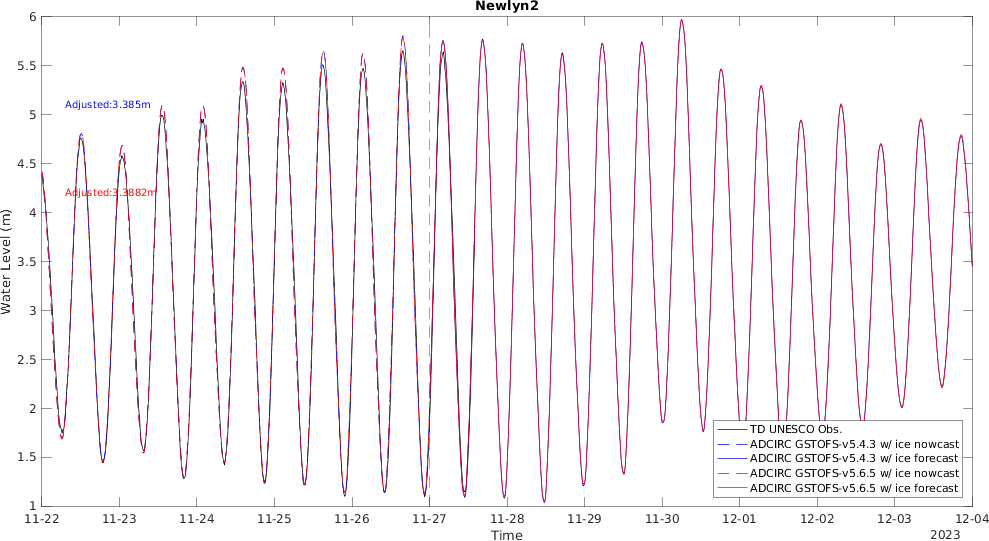 Newlyn2
Water Level (m)
6
5.5
5
4.5
4
3.5
3
2.5
2
1.5
1
Adjusted:3.385m
Adjusted:3.3882m
TD UNESCO Obs.
ADCIRC GSTOFS-v5.4.3 w/ ice nowcast
ADCIRC GSTOFS-v5.4.3 w/ ice forecast
ADCIRC GSTOFS-v5.6.5 w/ ice nowcast
ADCIRC GSTOFS-v5.6.5 w/ ice forecast
11-22 11-23 11-24 11-25 11-26 11-27 11-28 11-29 11-30 12-01 12-02 12-03 12-04
Time
2023